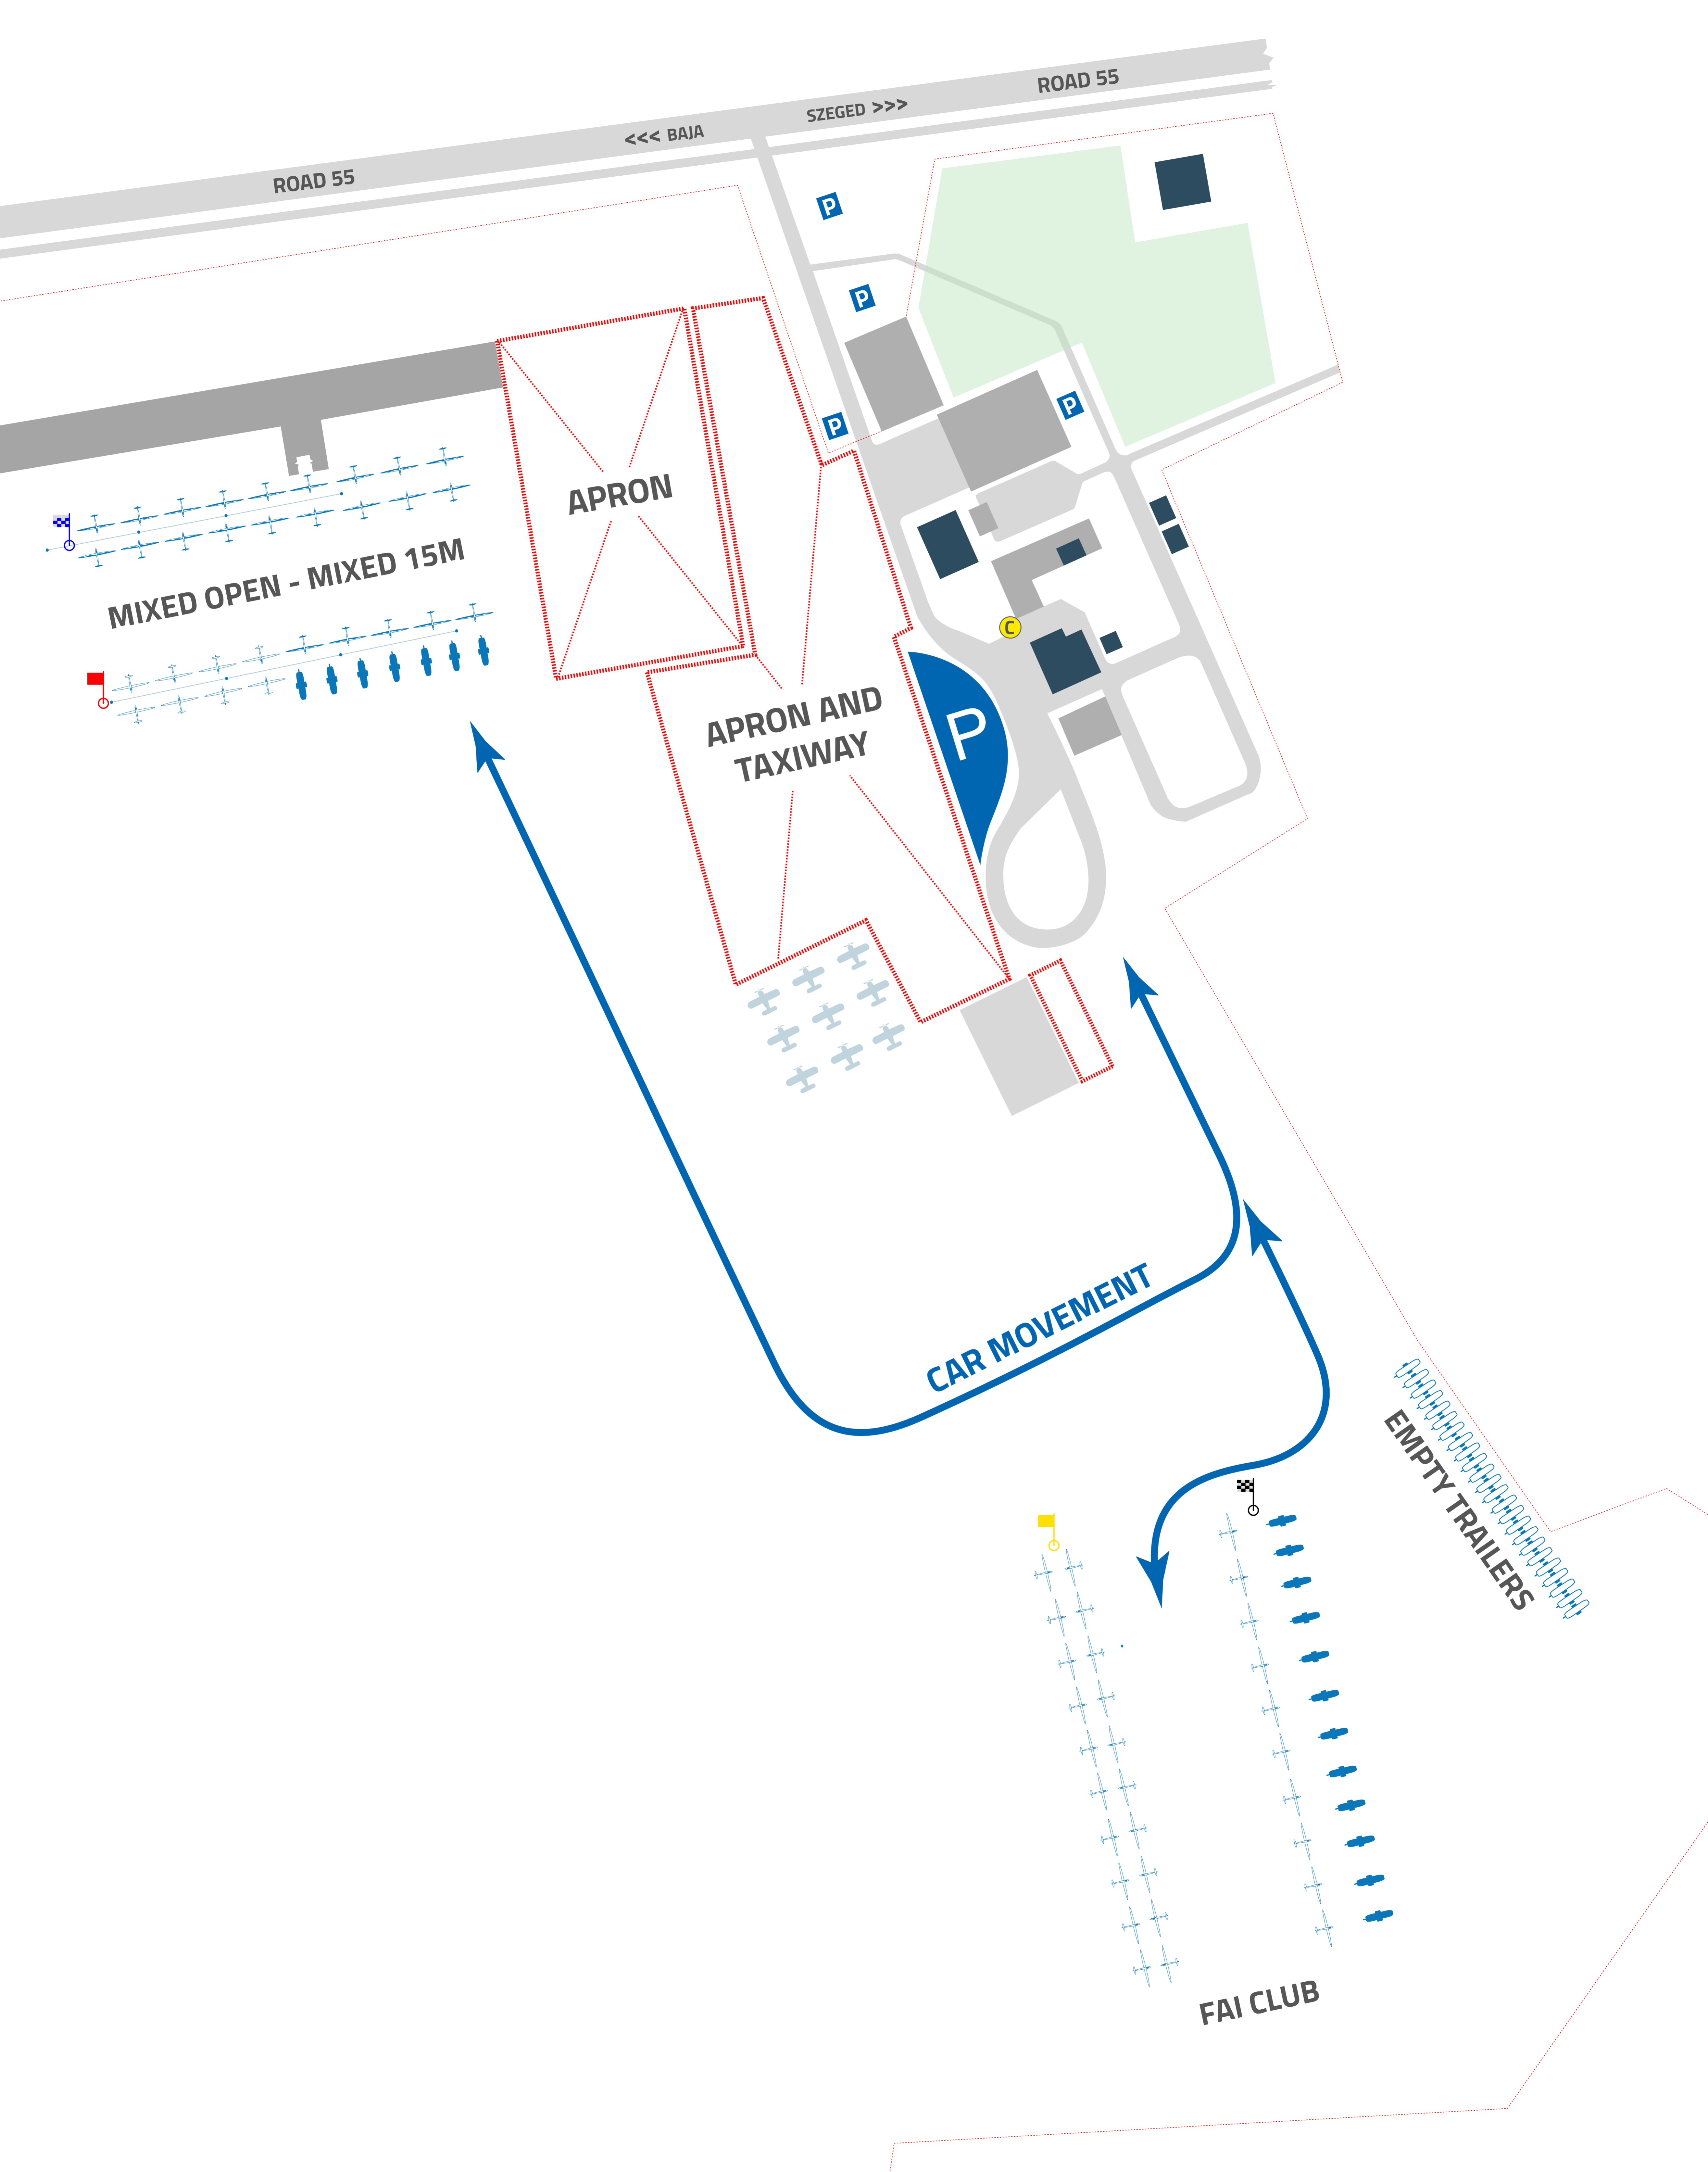 ROAD 55
SZEGED >>>
<<< BAJA
ROAD 55
P
P
P
P
APRON
MIXED OPEN - MIXED 15M
C
P
APRON AND
TAXIWAY
CAR MOVEMENT
EMPTY TRAILERS
FAI CLUB